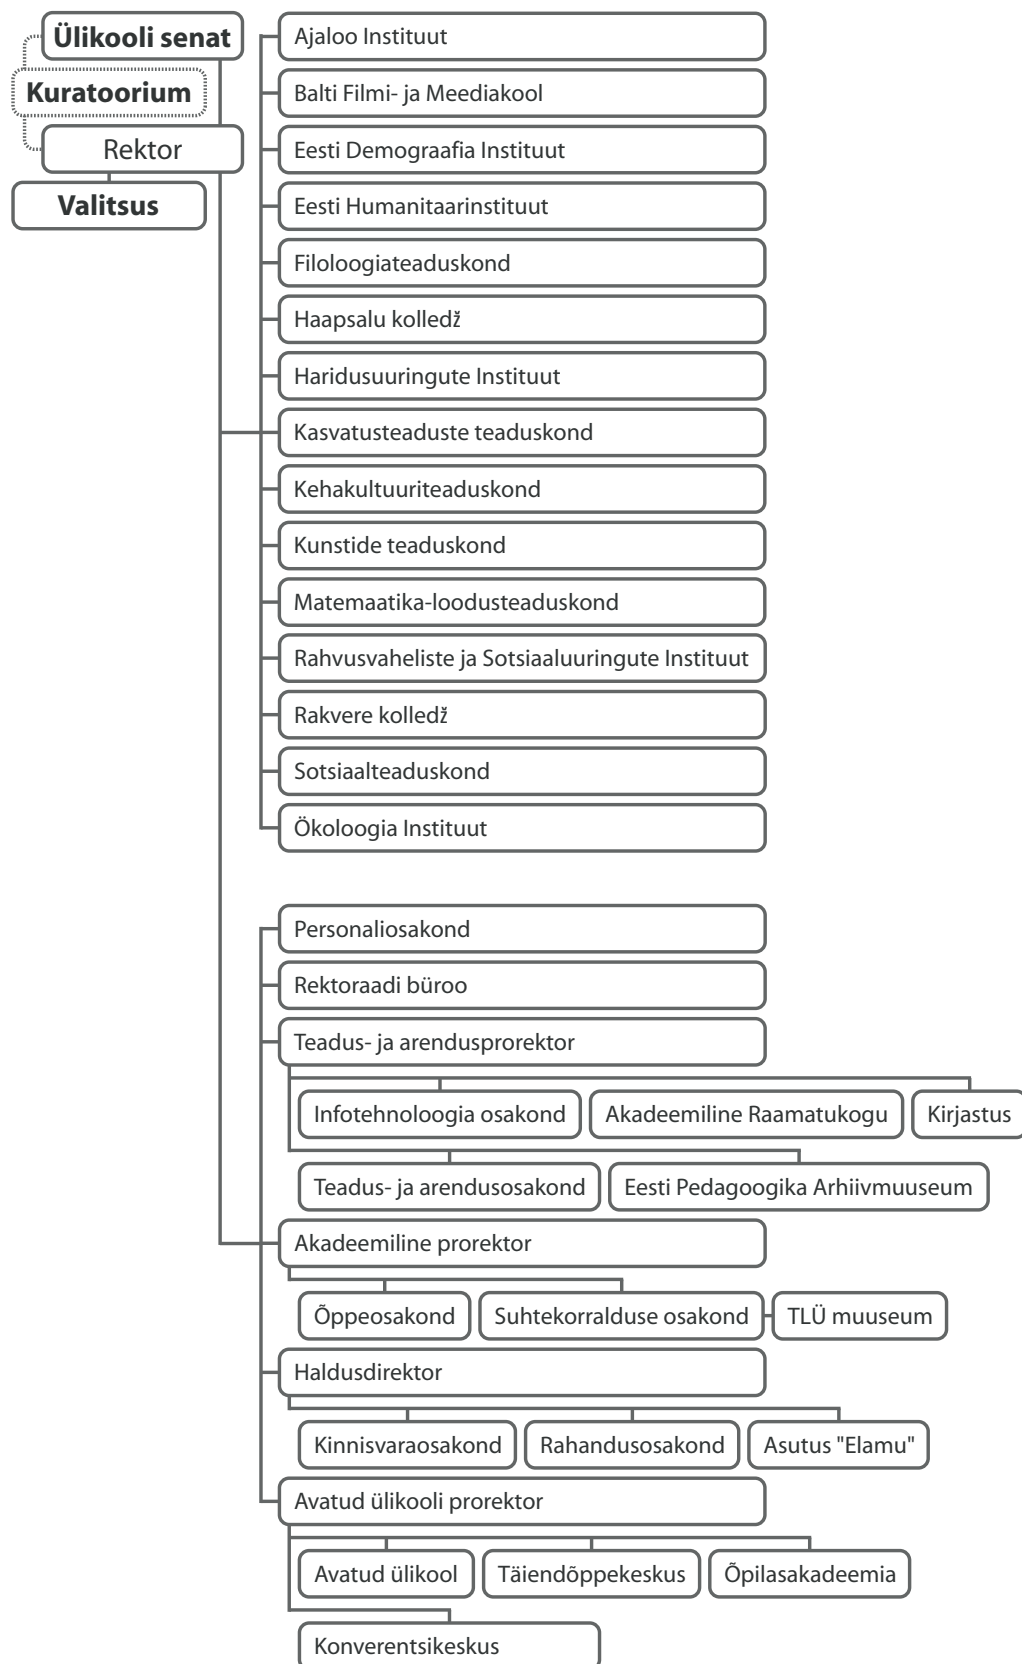 Ülikooli senat
Kuratoorium
Rektor
Valitsus
Ajaloo Instituut
Balti Filmi- ja Meediakool
Eesti Demograafia Instituut
Eesti Humanitaarinstituut
Filoloogiateaduskond
Haapsalu kolledž
Haridusuuringute Instituut
Kasvatusteaduste teaduskond
Kehakultuuriteaduskond
Kunstide teaduskond
Matemaatika-loodusteaduskond
Rahvusvaheliste ja Sotsiaaluuringute Instituut
Rakvere kolledž
Sotsiaalteaduskond
Ökoloogia Instituut
Personaliosakond
Rektoraadi büroo
Teadus- ja arendusprorektor
Infotehnoloogia osakond
Akadeemiline Raamatukogu
Kirjastus
Teadus- ja arendusosakond
Eesti Pedagoogika Arhiivmuuseum
Akadeemiline prorektor
Õppeosakond
Suhtekorralduse osakond
TLÜ muuseum
Haldusdirektor
Kinnisvaraosakond
Rahandusosakond
Asutus "Elamu"
Avatud ülikooli prorektor
Avatud ülikool
Täiendõppekeskus
Õpilasakadeemia
Konverentsikeskus